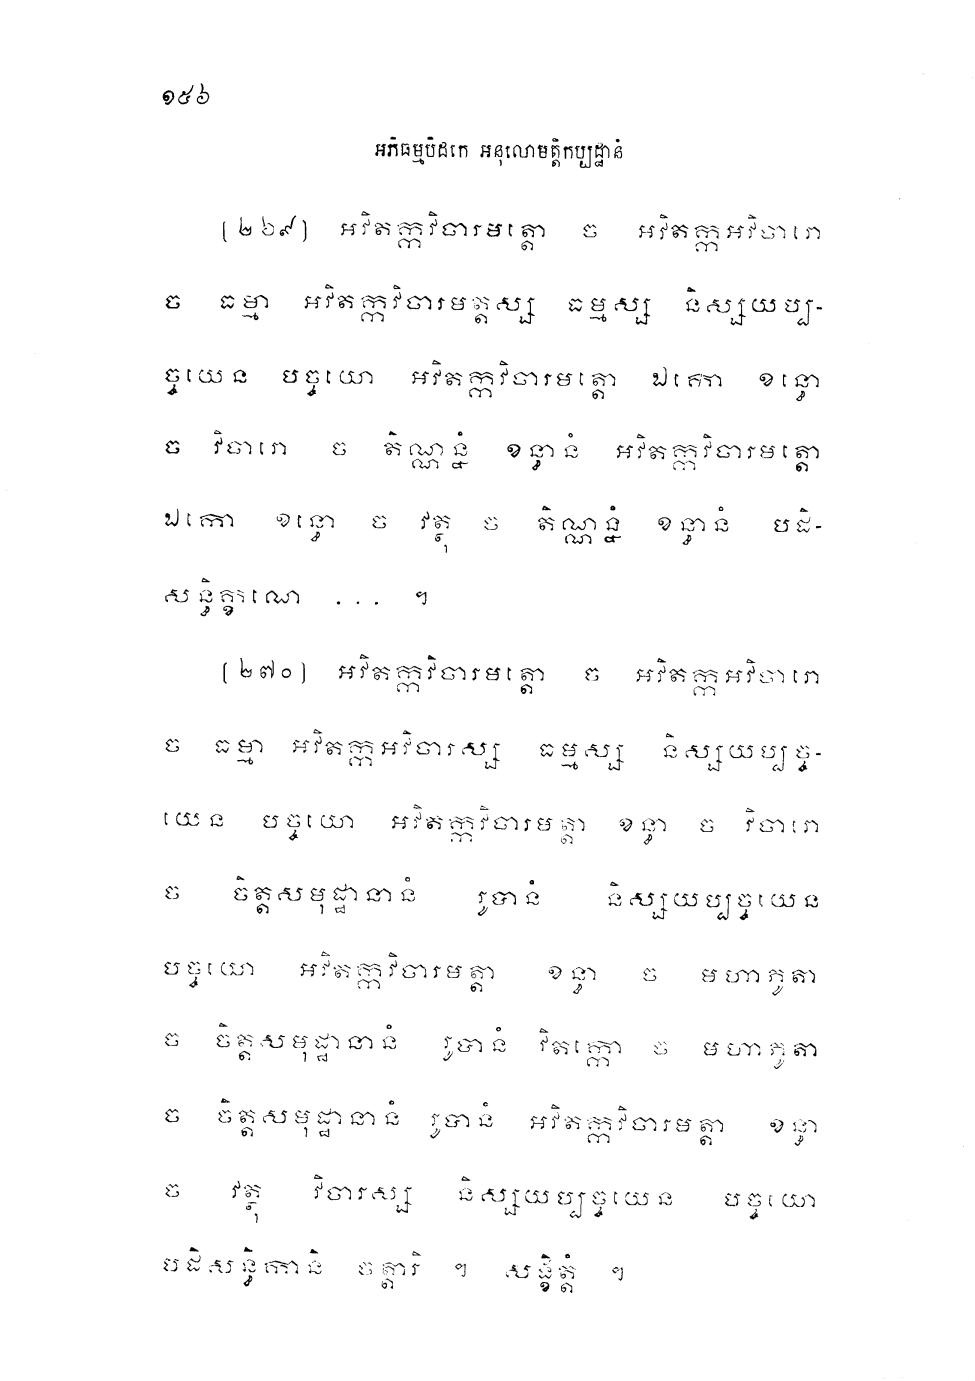 ១៥៦
អភិធម្មបិដកេ អនុលោមត្តិកប្បដ្ឋានំ
(២៦៩) អវិតក្កវិចារមត្តោ ច អវិតក្កអវិចារោ
ច ធម្មា អវិតក្កវិចារមត្តស្ស ធម្មស្ស និស្សយប្ប-
ច្ចយេន បច្ចយោ អវិតក្កវិចារមត្តោ ឯកោ ខន្ធោ
ច វិចារោ ច តិណ្ណន្នំ ខន្ធានំ អវិតក្កវិចារមត្តោ
ឯកោ ខន្ធោ ច វត្ថុ ច តិណ្ណន្នំ ខន្ធានំ បដិ-
សន្ធិក្ខណេ ... ។
(២៧០) អវិតក្កវិចារមត្តោ ច អវិតក្កអវិចារោ
ច ធម្មា អវិតក្កអវិចារស្ស ធម្មស្ស និស្សយប្បច្ច-
យេន បច្ចយោ អវិតក្កវិចារមត្តា ខន្ធា ច វិចារោ
ច ចិត្តសមុដ្ឋានានំ រូបានំ និស្សយប្បច្ចយេន
បច្ចយោ អវិតក្កវិចារមត្តា ខន្ធា ច មហាភូតា
ច ចិត្តសមុដ្ឋានានំ រូបានំ វិតក្កោ ច មហាភូតា
ច ចិត្តសមុដ្ឋានានំ រូបានំ អវិតក្កវិចារមត្តា ខន្ធា
ច វត្ថុ វិចារស្ស និស្សយប្បច្ចយេន បច្ចយោ
បដិសន្ធិកានិ ចត្តារិ ។ សង្ខិត្តំ ។